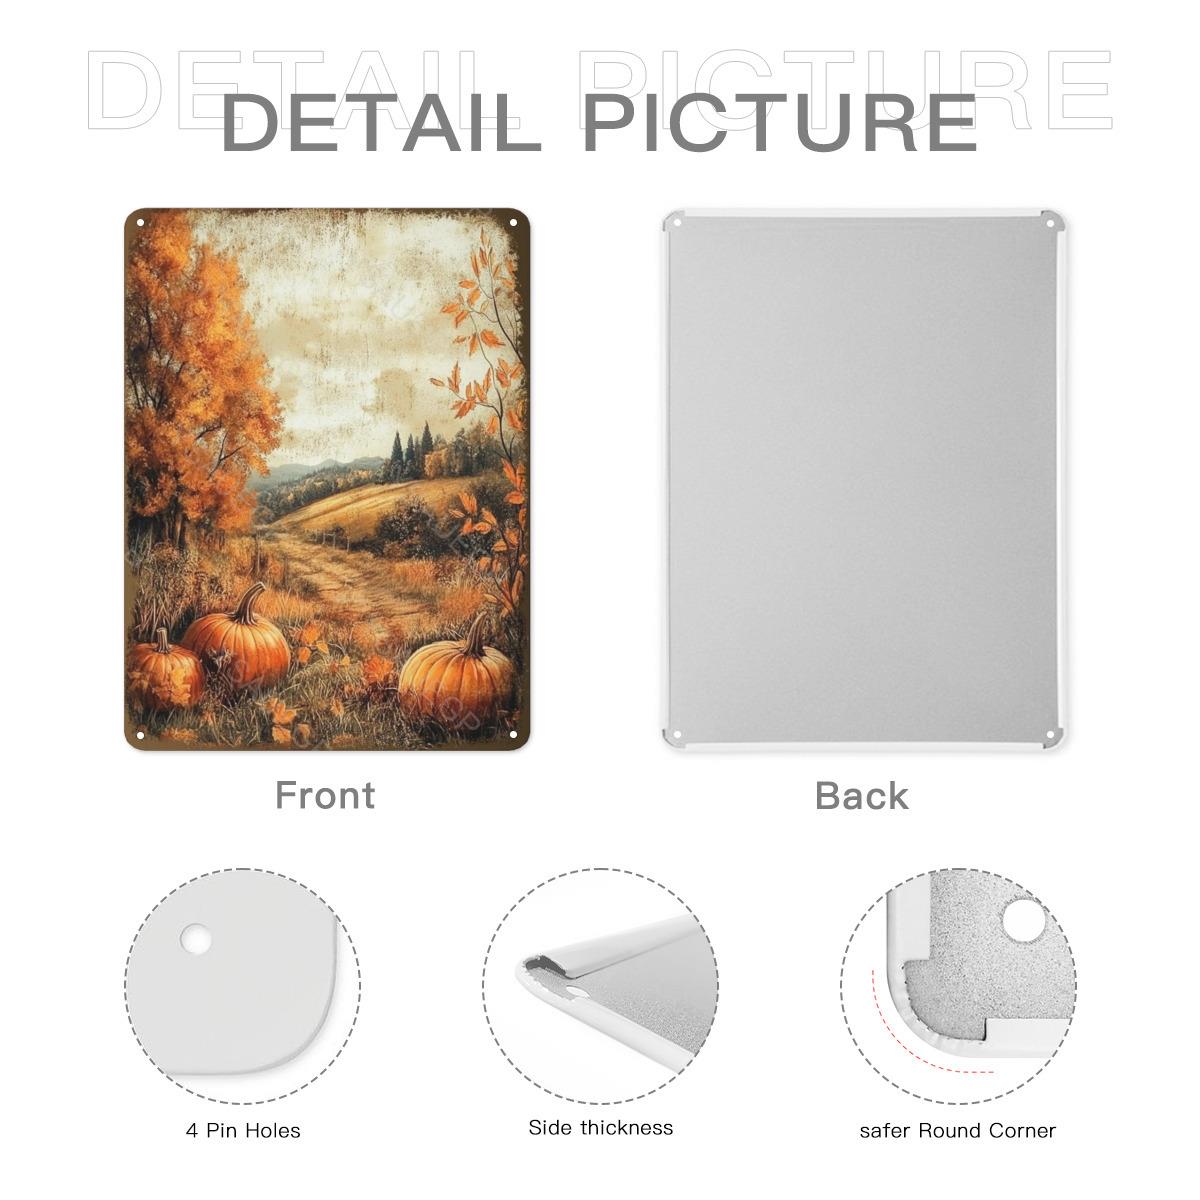 DETAIL PICTURE
DETAIL PICTURE
Front
Back
4 Pin Holes
Side thickness
safer Round Corner